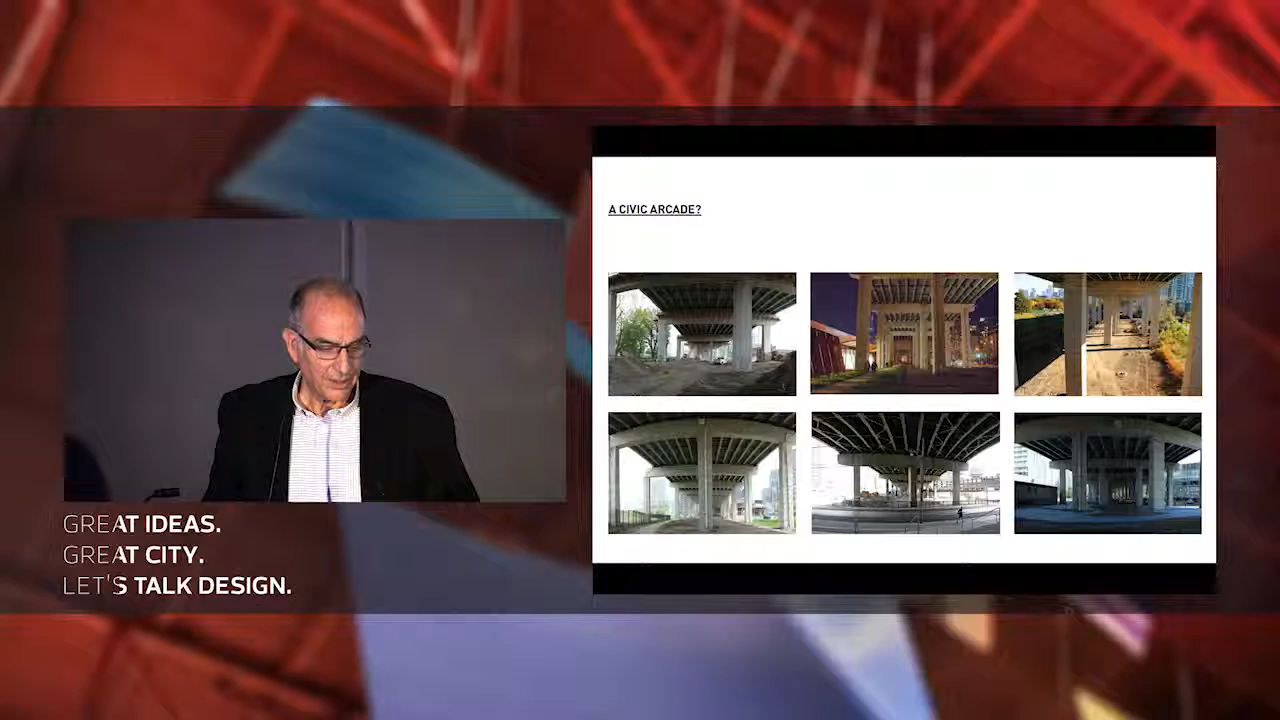 A CIVIC ARCADE?
GREAT IDEAS.
GREAT CITY.
LET'S TALK DESIGN.